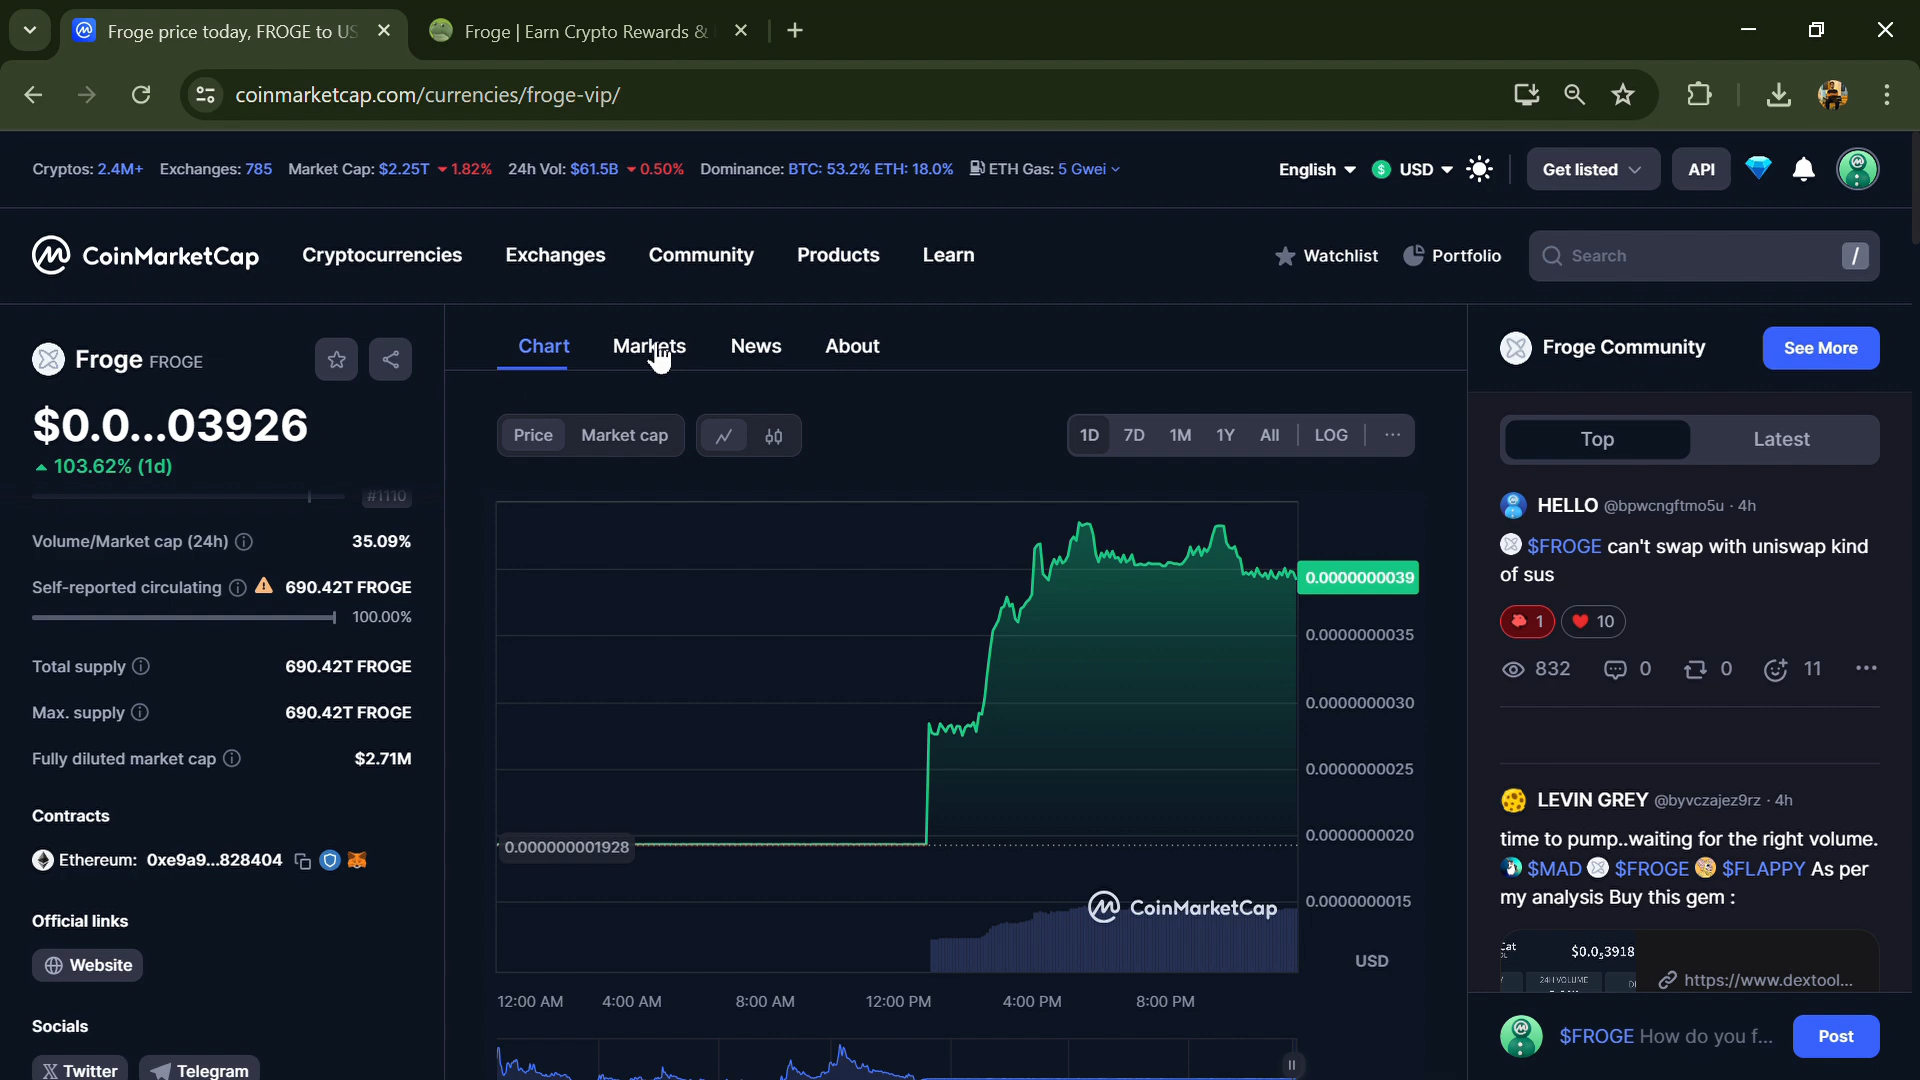 Froge price today, FROGE to US
Froge | Earn Crypto Rewards &
coinmarketcap.com/currencies/froge-vip/
Cryptos: 2.4M+ Exchanges: 785 Market Cap: $2.25T 1.82% 24h Vol: $61.5B 0.50% Dominance: BTC: 53.2% ETH: 18.0% ETH Gas: 5 Gwei
English USD Get listed API
CoinMarketCap Cryptocurrencies Exchanges Community Products Learn
Watchlist Portfolio Search /
Froge FROGE
$0.0...03926
103.62% (1d)
#1110
Volume/Market cap (24h) 35.09%
Self-reported circulating 690.42T FROGE
100.00%
Total supply 690.42T FROGE
Max. supply 690.42T FROGE
Fully diluted market cap $2.71M
Contracts
Ethereum: 0xe9a9...828404
Official links
Website
Socials
Twitter Telegram
Chart Markets News About
Price Market cap
1D 7D 1M 1Y All LOG ...
0.0000000039
0.0000000035
0.0000000030
0.0000000025
0.0000000020
0.0000000015
0.000000001928
CoinMarketCap
USD
12:00 AM 4:00 AM 8:00 AM 12:00 PM 4:00 PM 8:00 PM
Froge Community See More
Top Latest
HELLO @bpwcngftmo5u · 4h
$FROGE can't swap with uniswap kind
of sus
1 10
832 0 0 11
LEVIN GREY @byvczajez9rz · 4h
time to pump..waiting for the right volume.
$MAD $FROGE $FLAPPY As per
my analysis Buy this gem :
$0.0₅3918
24H VOLUME
https://www.dextool...
$FROGE How do you f...
Post